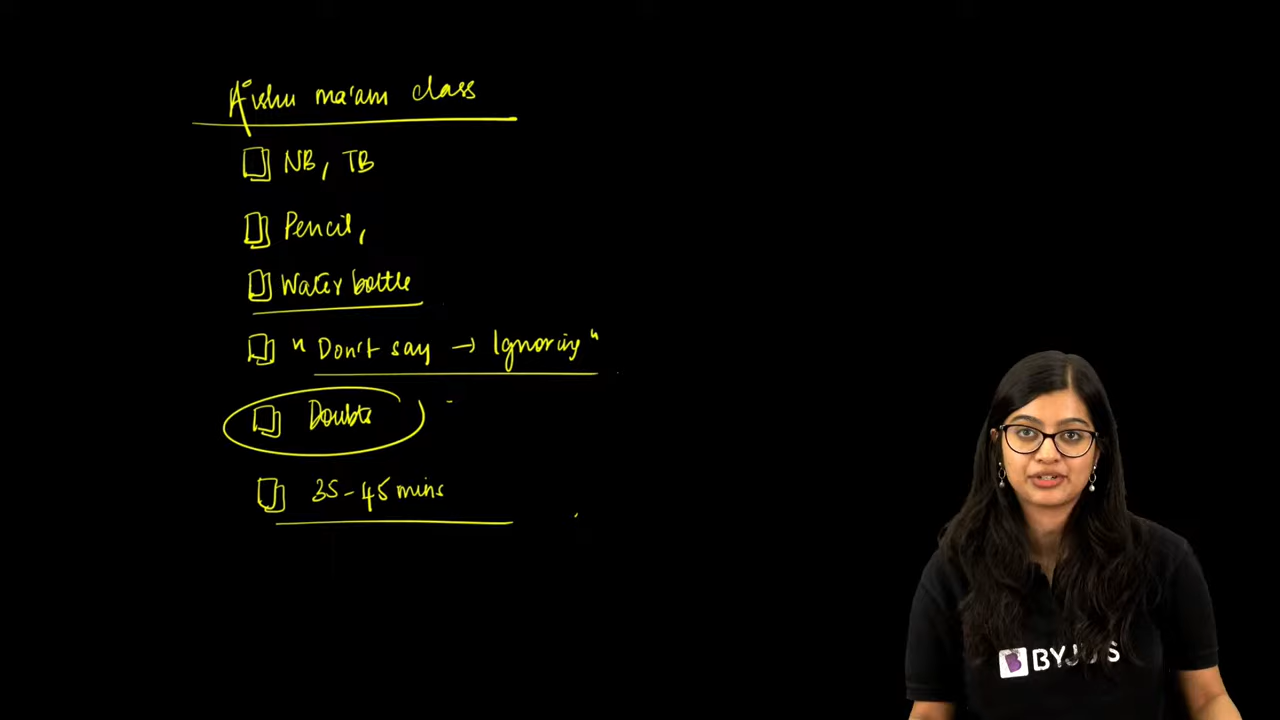 Aishu ma'am class
NB, TB
Pencil,
Water bottle
"Don't say → Ignoring"
Doubts
35-45 mins
BYJU'S